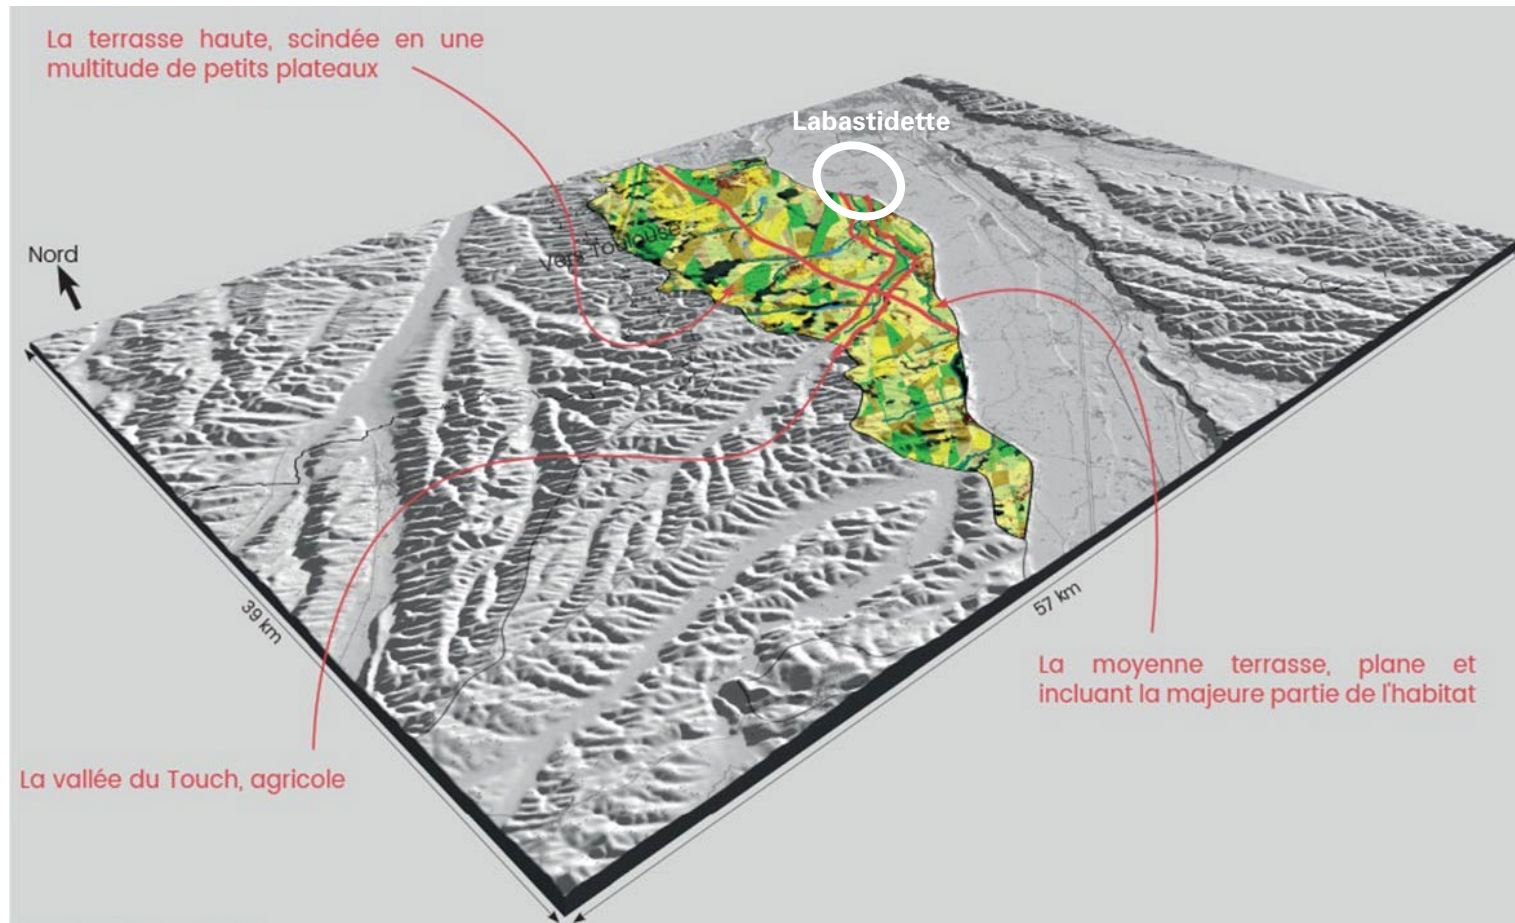 La terrasse haute, scindée en une
multitude de petits plateaux
Labastidette
Nord
Vers Toulouse
39 km
57 km
La moyenne terrasse, plane et
incluant la majeure partie de l'habitat
La vallée du Touch, agricole